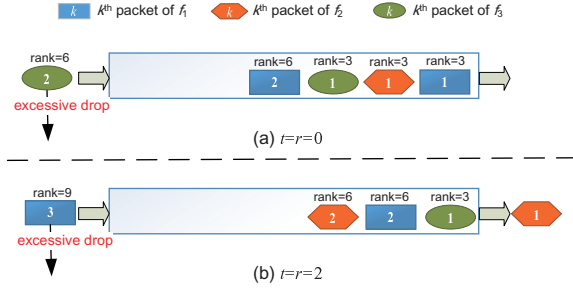 k kth packet of f1 k kth packet of f2 k kth packet of f3
rank=6 rank=6 rank=3 rank=3 rank=3
2 2 1 1 1
excessive drop
(a) t=r=0
rank=9 rank=6 rank=6 rank=3
3 2 2 1 1
excessive drop
(b) t=r=2